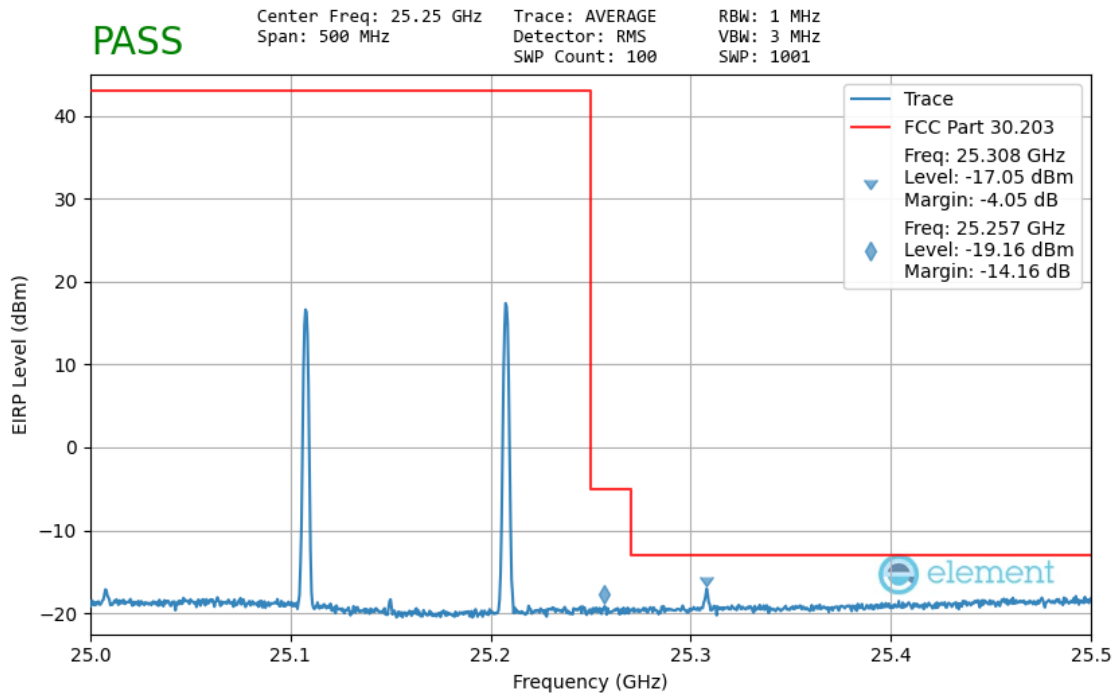 PASS
Center Freq: 25.25 GHz
Span: 500 MHz
Trace: AVERAGE
Detector: RMS
SWP Count: 100
RBW: 1 MHz
VBW: 3 MHz
SWP: 1001
EIRP Level (dBm)
40
30
20
10
0
−10
−20
Trace
FCC Part 30.203
Freq: 25.308 GHz
Level: -17.05 dBm
Margin: -4.05 dB
Freq: 25.257 GHz
Level: -19.16 dBm
Margin: -14.16 dB
element
25.0
25.1
25.2
25.3
25.4
25.5
Frequency (GHz)